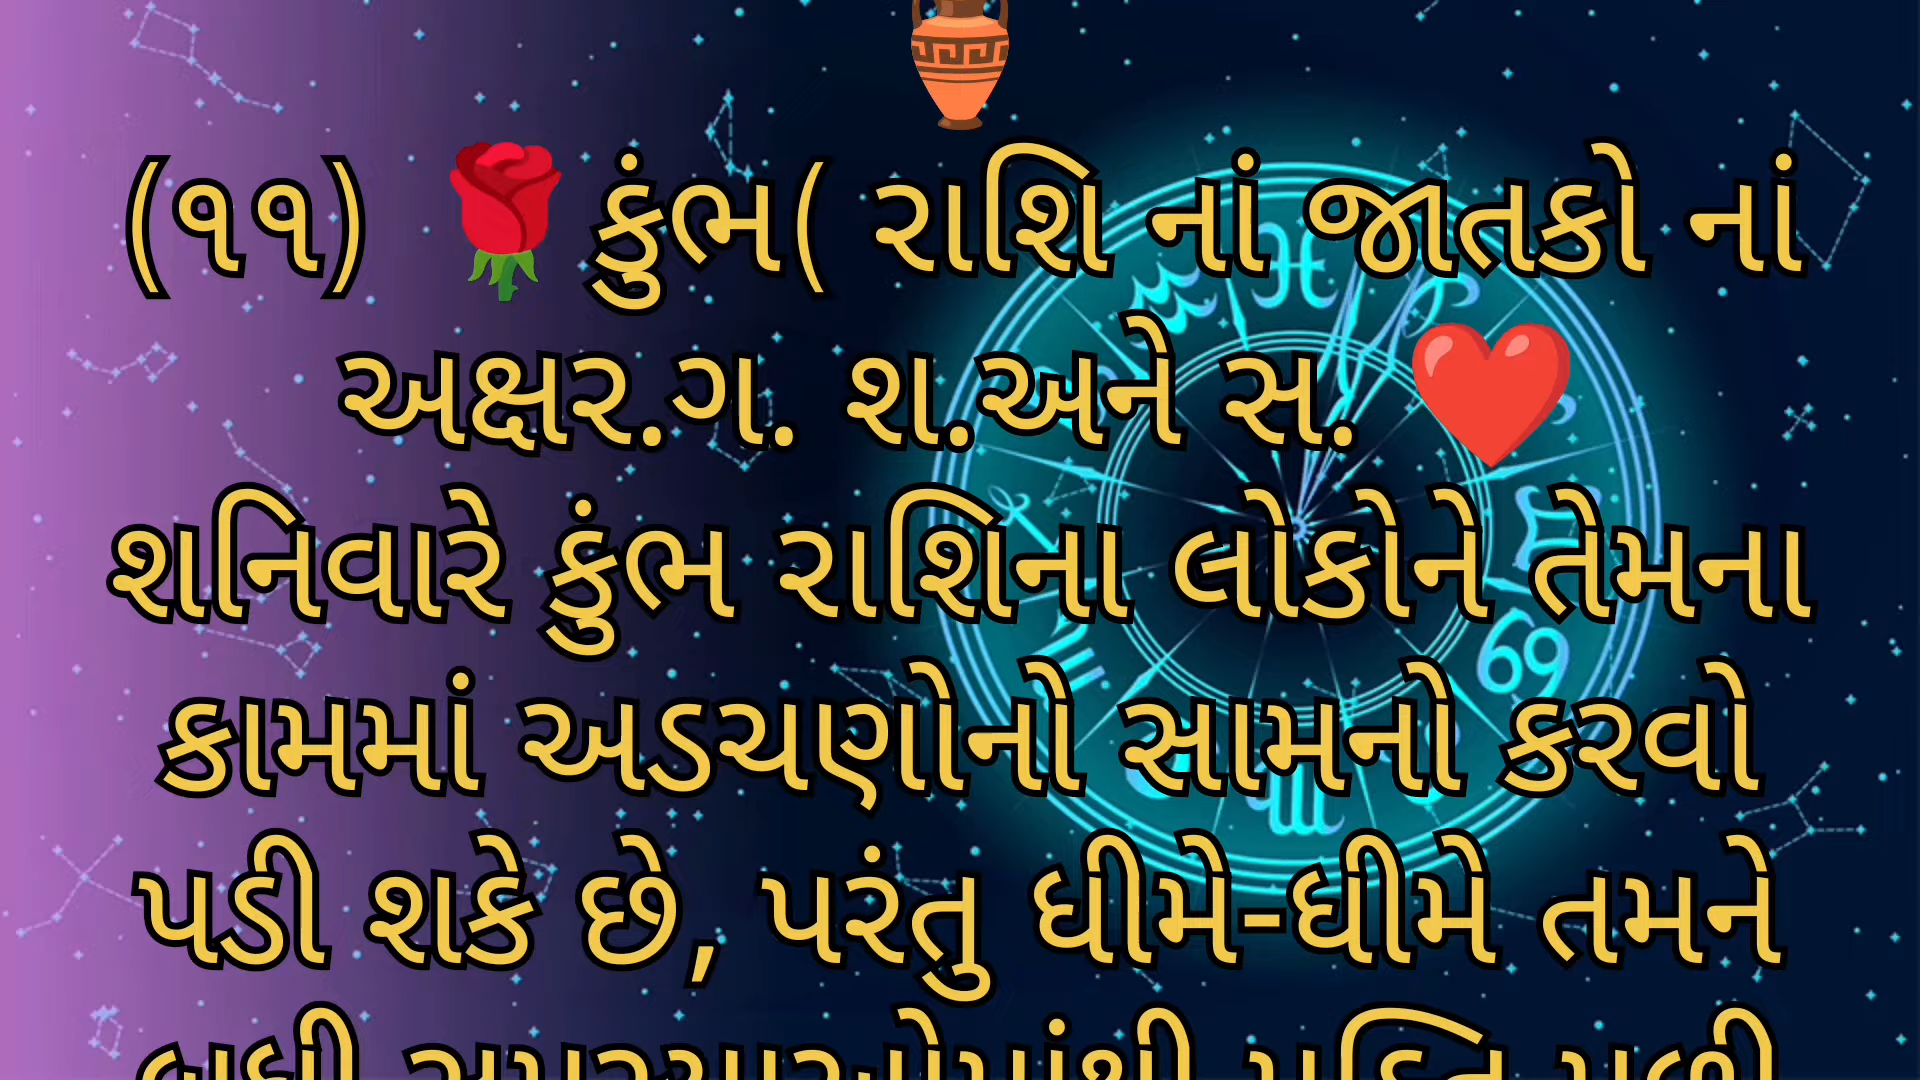 (૧૧) 🌹કુંભ( રાશિ નાં જાતકો નાં
અક્ષર.ગ. શ.અને સ. ❤️
શનિવારે કુંભ રાશિના લોકોને તેમના
કામમાં અડચણોનો સામનો કરવો
પડી શકે છે, પરંતુ ધીમે-ધીમે તમને